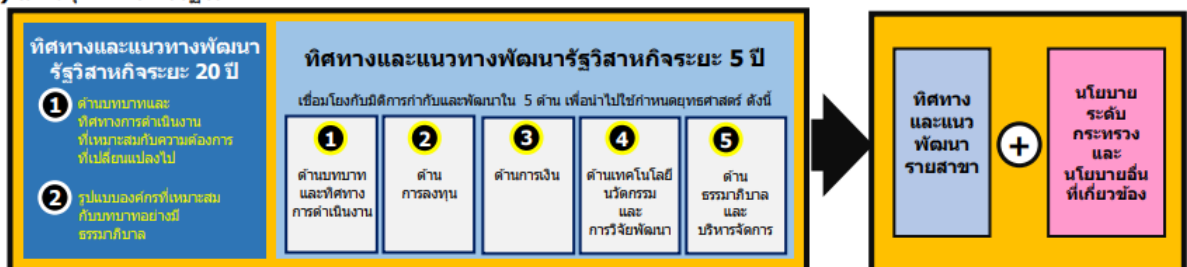 ทิศทางและแนวทางพัฒนา
รัฐวิสาหกิจระยะ 20 ปี
1 ด้านบทบาทและ
ทิศทางการดำเนินงาน
ที่เหมาะสมกับความต้องการ
ที่เปลี่ยนแปลงไป
2 รูปแบบองค์กรที่เหมาะสม
กับบทบาทอย่างมี
ธรรมาภิบาล
ทิศทางและแนวทางพัฒนารัฐวิสาหกิจระยะ 5 ปี
เชื่อมโยงกับมิติการกำกับและพัฒนาใน 5 ด้าน เพื่อนำไปใช้กำหนดยุทธศาสตร์ ดังนี้
1
ด้านบทบาท
และทิศทาง
การดำเนินงาน
2
ด้าน
การลงทุน
3
ด้านการเงิน
4
ด้านเทคโนโลยี
นวัตกรรม
และ
การวิจัยพัฒนา
5
ด้าน
ธรรมาภิบาล
และ
บริหารจัดการ
ทิศทาง
และแนว
พัฒนา
รายสาขา
+
นโยบาย
ระดับ
กระทรวง
และ
นโยบายอื่น
ที่เกี่ยวข้อง